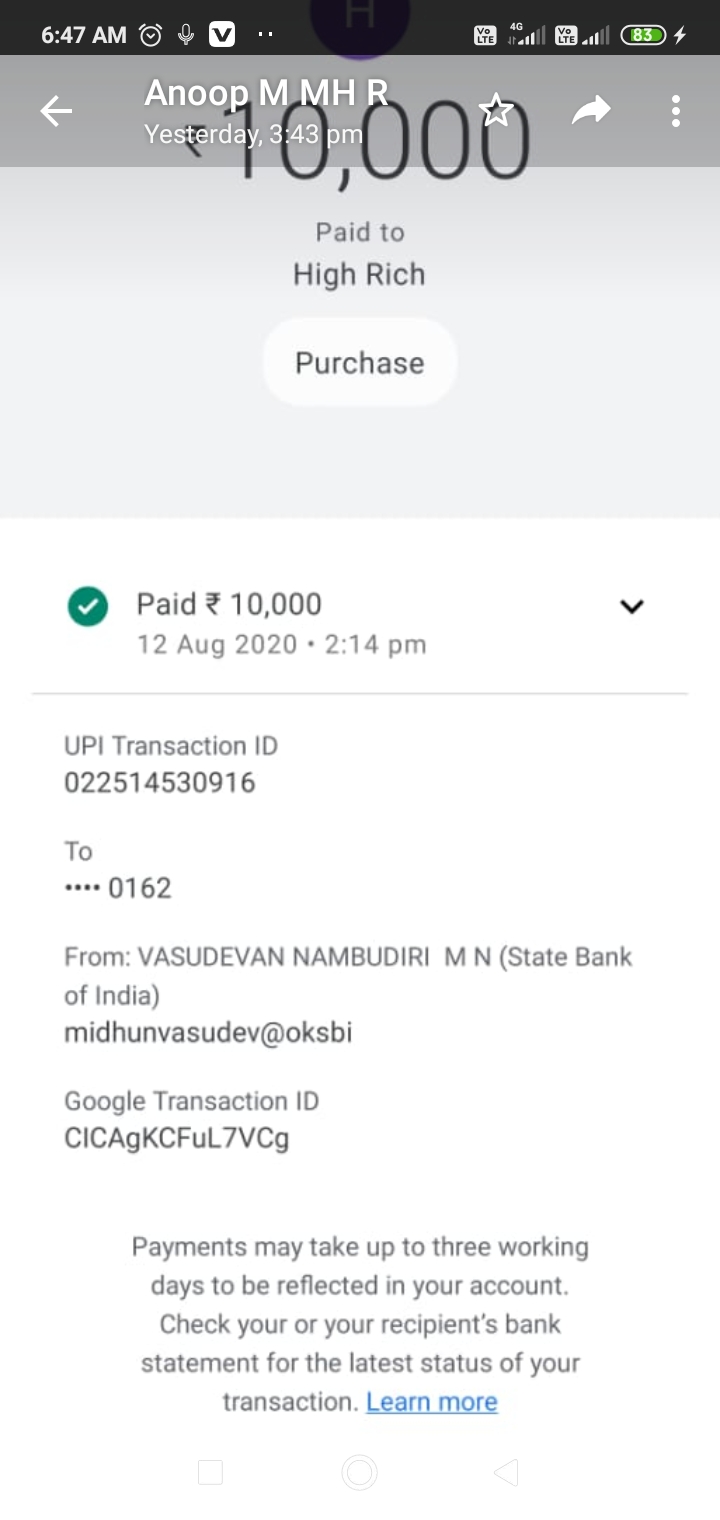 6:47 AM
VO LTE 4G VO LTE 83
H
Anoop M MH R
Yesterday, 3:43 pm
₹10,000
Paid to
High Rich
Purchase
Paid ₹ 10,000
12 Aug 2020 • 2:14 pm
UPI Transaction ID
022514530916
To
•••• 0162
From: VASUDEVAN NAMBUDIRI M N (State Bank
of India)
midhunvasudev@oksbi
Google Transaction ID
CICAgKCFuL7VCg
Payments may take up to three working
days to be reflected in your account.
Check your or your recipient's bank
statement for the latest status of your
transaction. Learn more